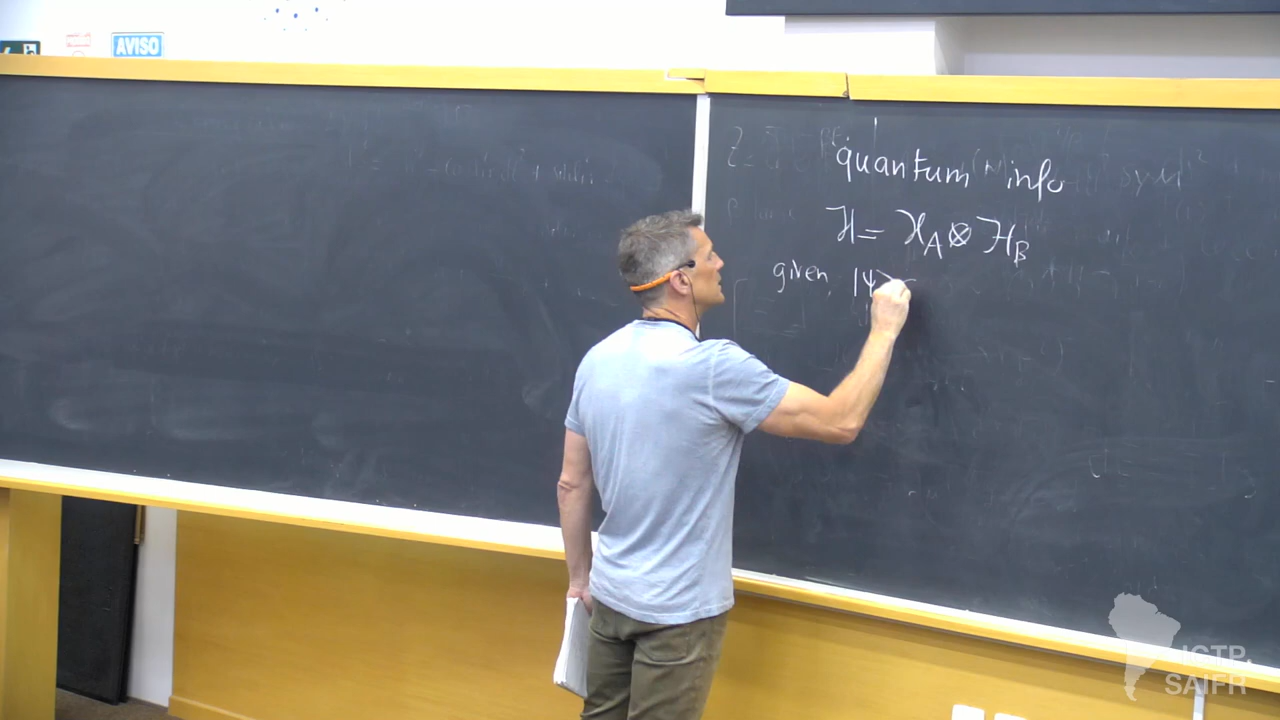 AVISO
quantum info
ℋ = ℋ_A ⊗ ℋ_B
given |ψ>
ICTP
SAIFR